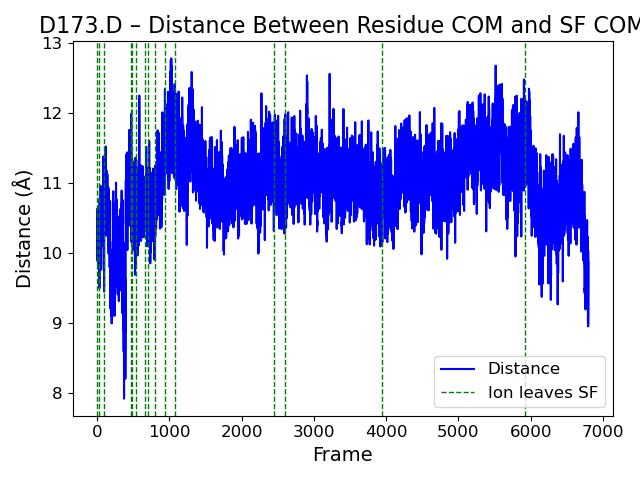 D173.D – Distance Between Residue COM and SF COM
13
12
11
10
9
8
Distance (Å)
0 1000 2000 3000 4000 5000 6000 7000
Frame
Distance
Ion leaves SF